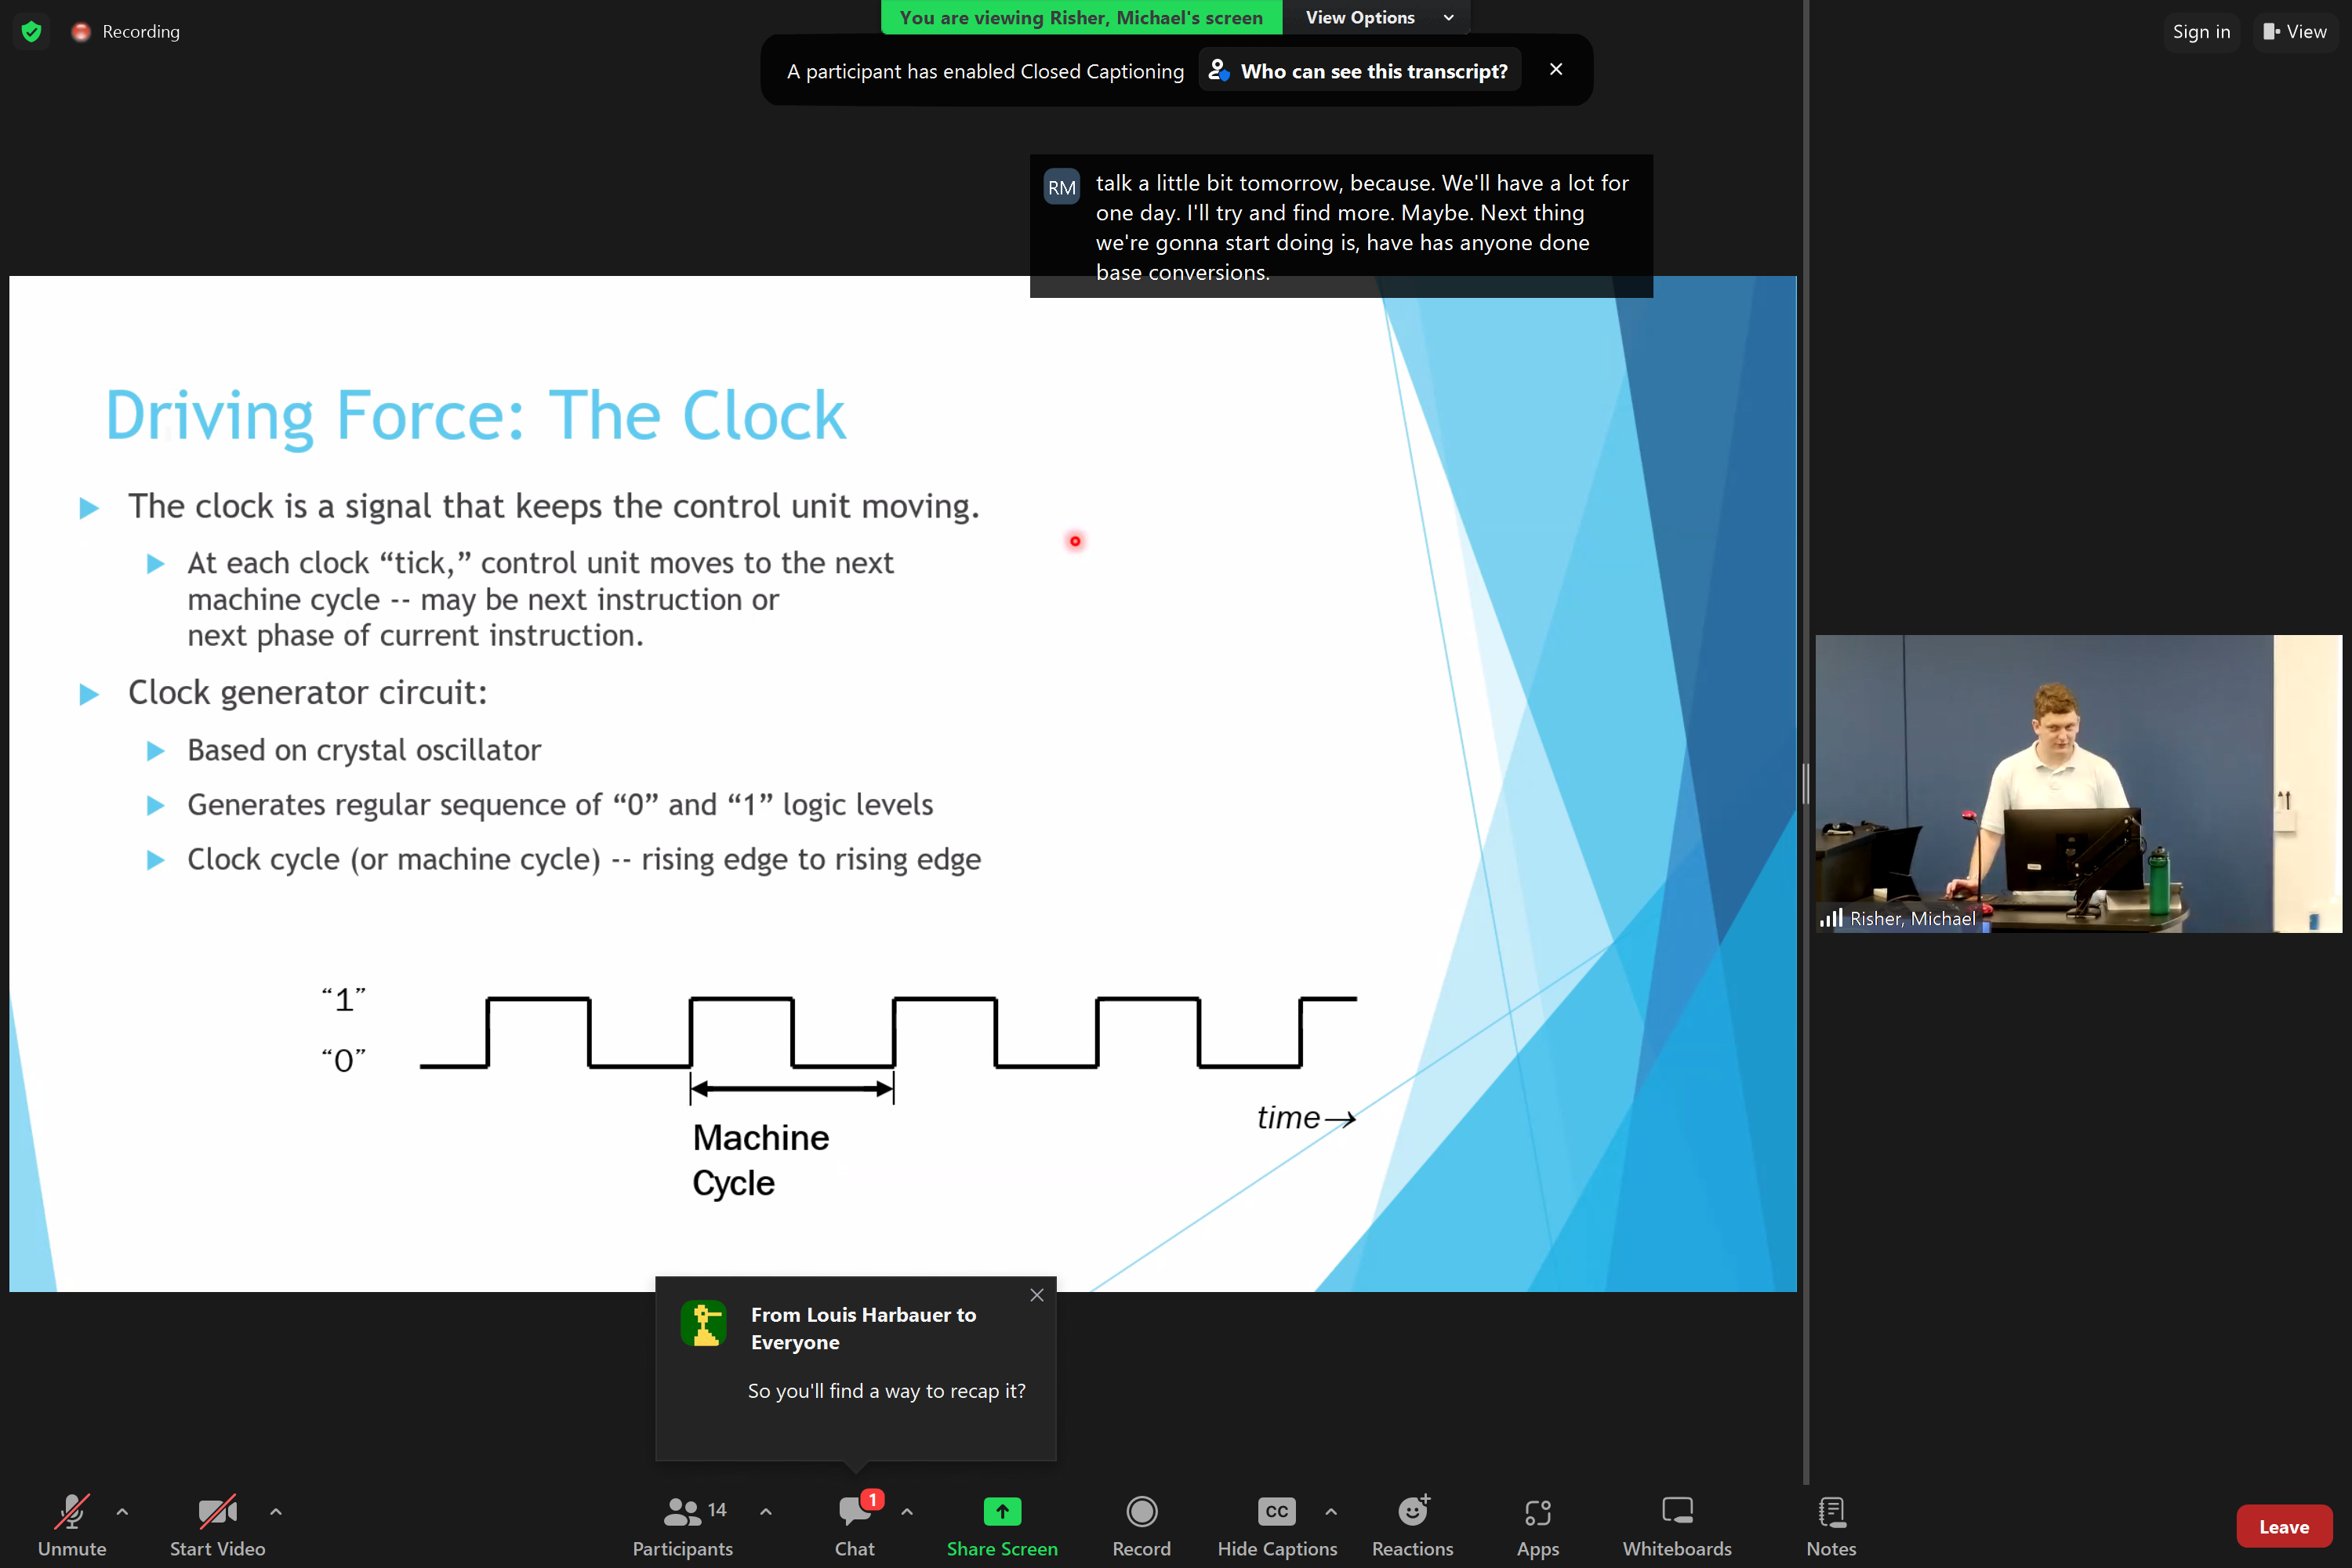 Recording
You are viewing Risher, Michael's screen
View Options
Sign in
View
A participant has enabled Closed Captioning
Who can see this transcript?
RM
talk a little bit tomorrow, because. We'll have a lot for
one day. I'll try and find more. Maybe. Next thing
we're gonna start doing is, have has anyone done
base conversions.
Driving Force: The Clock
The clock is a signal that keeps the control unit moving.
At each clock “tick,” control unit moves to the next
machine cycle -- may be next instruction or
next phase of current instruction.
Clock generator circuit:
Based on crystal oscillator
Generates regular sequence of “0” and “1” logic levels
Clock cycle (or machine cycle) -- rising edge to rising edge
“1”
“0”
Machine
Cycle
time→
Risher, Michael
From Louis Harbauer to
Everyone
So you'll find a way to recap it?
Unmute
Start Video
14
Participants
1
Chat
Share Screen
Record
CC
Hide Captions
Reactions
Apps
Whiteboards
Notes
Leave